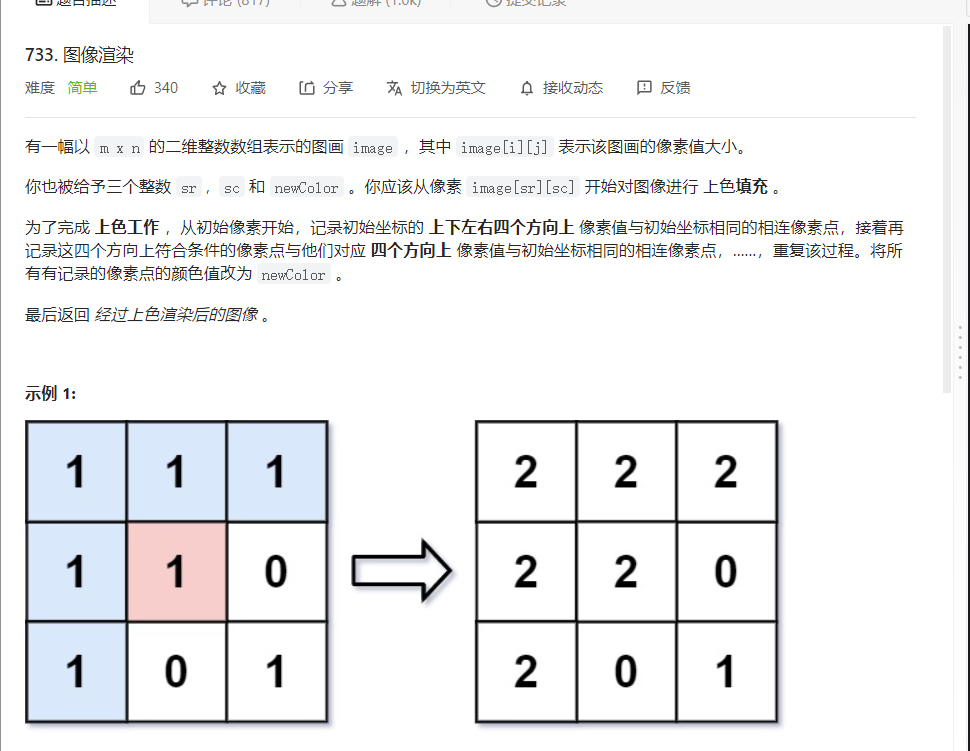 题目描述 评论 (817) 题解 (1.0k) 提交记录
733. 图像渲染
难度 简单 340 收藏 分享 切换为英文 接收动态 反馈
有一幅以 m x n 的二维整数数组表示的图画 image ，其中 image[i][j] 表示该图画的像素值大小。
你也被给予三个整数 sr , sc 和 newColor 。你应该从像素 image[sr][sc] 开始对图像进行 上色填充 。
为了完成 上色工作 ，从初始像素开始，记录初始坐标的 上下左右四个方向上 像素值与初始坐标相同的相连像素点，接着再
记录这四个方向上符合条件的像素点与他们对应 四个方向上 像素值与初始坐标相同的相连像素点，……，重复该过程。将所
有有记录的像素点的颜色值改为 newColor 。
最后返回 经过上色渲染后的图像 。
示例 1:
1 1 1 2 2 2
1 1 0 2 2 0
1 0 1 2 0 1